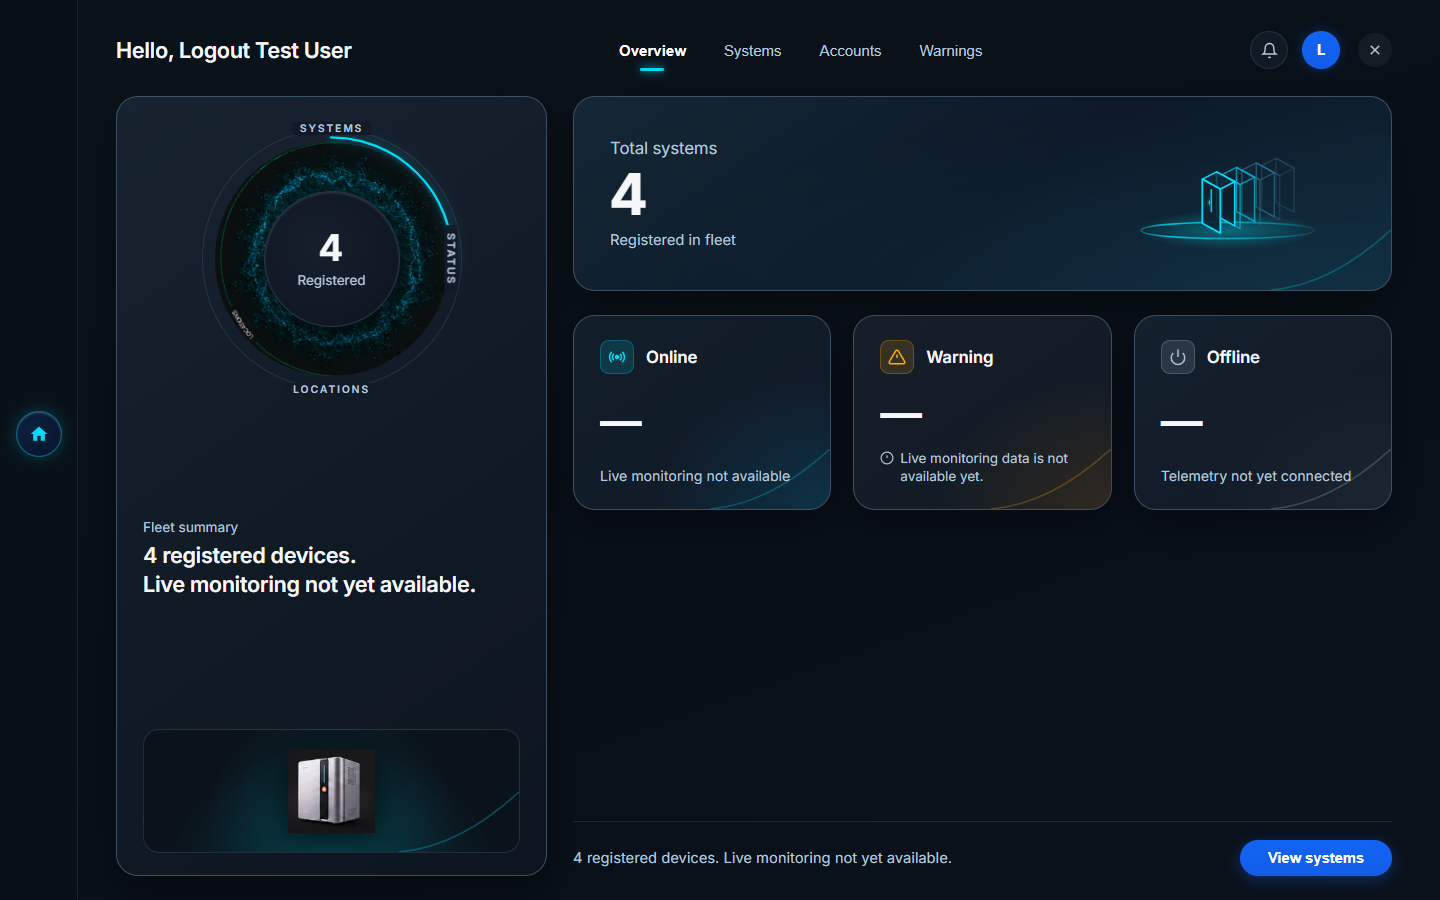 Hello, Logout Test User
Overview
Systems
Accounts
Warnings
L
SYSTEMS
STATUS
4
Registered
LOCATIONS
LOCATIONS
Fleet summary
4 registered devices.
Live monitoring not yet available.
Total systems
4
Registered in fleet
Online
—
Live monitoring not available
Warning
—
Live monitoring data is not
available yet.
Offline
—
Telemetry not yet connected
4 registered devices. Live monitoring not yet available.
View systems